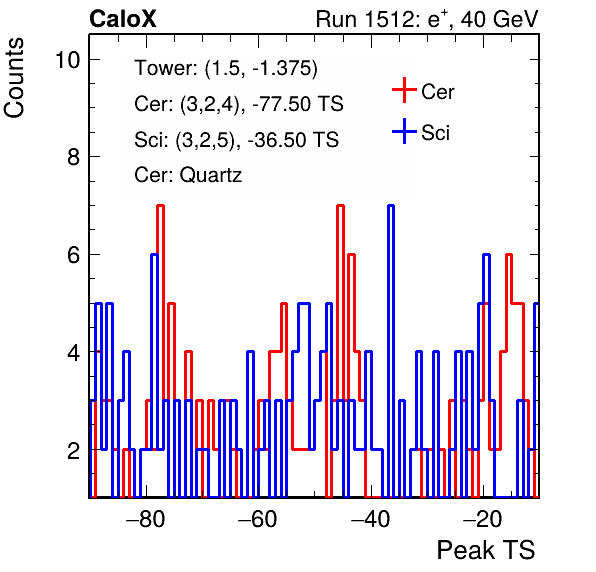 CaloX Run 1512: e⁺, 40 GeV
Counts
10
8
6
4
2
Tower: (1.5, -1.375)
Cer: (3,2,4), -77.50 TS
Sci: (3,2,5), -36.50 TS
Cer: Quartz
Cer
Sci
−80 −60 −40 −20
Peak TS